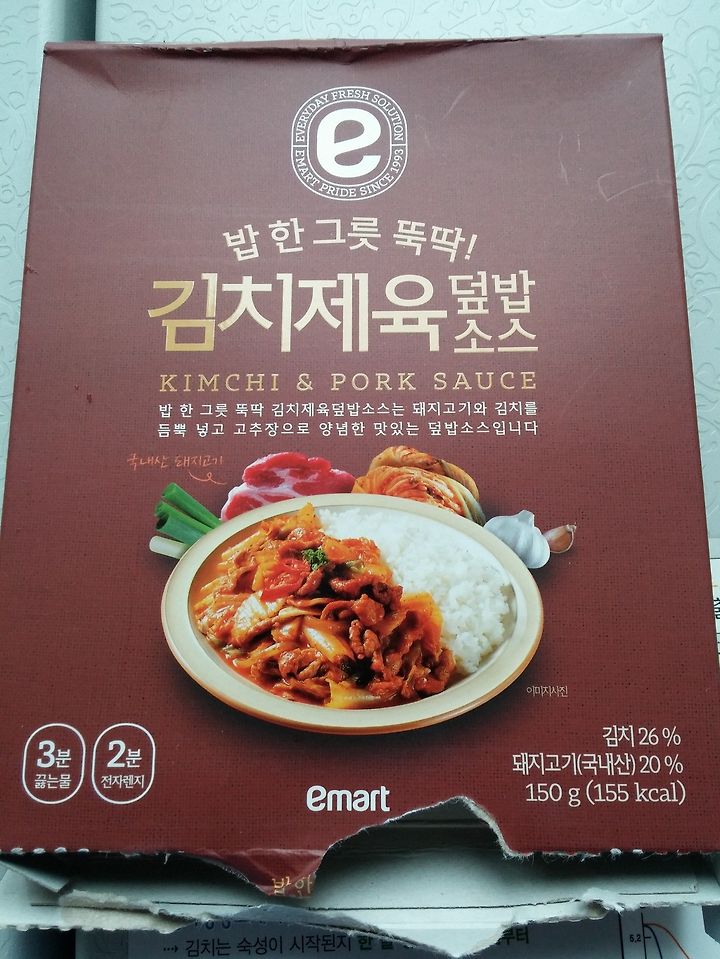 EVERYDAY FRESH SOLUTION
e
EMART PRIDE SINCE 1993
밥 한 그릇 뚝딱!
김치제육 덮밥
소스
KIMCHI & PORK SAUCE
밥 한 그릇 뚝딱 김치제육덮밥소스는 돼지고기와 김치를
듬뿍 넣고 고추장으로 양념한 맛있는 덮밥소스입니다
국내산 돼지고기
이미지사진
3분
끓는물
2분
전자렌지
김치 26 %
돼지고기(국내산) 20 %
150 g (155 kcal)
emart
김치는 숙성이 시작된지 한
6.2